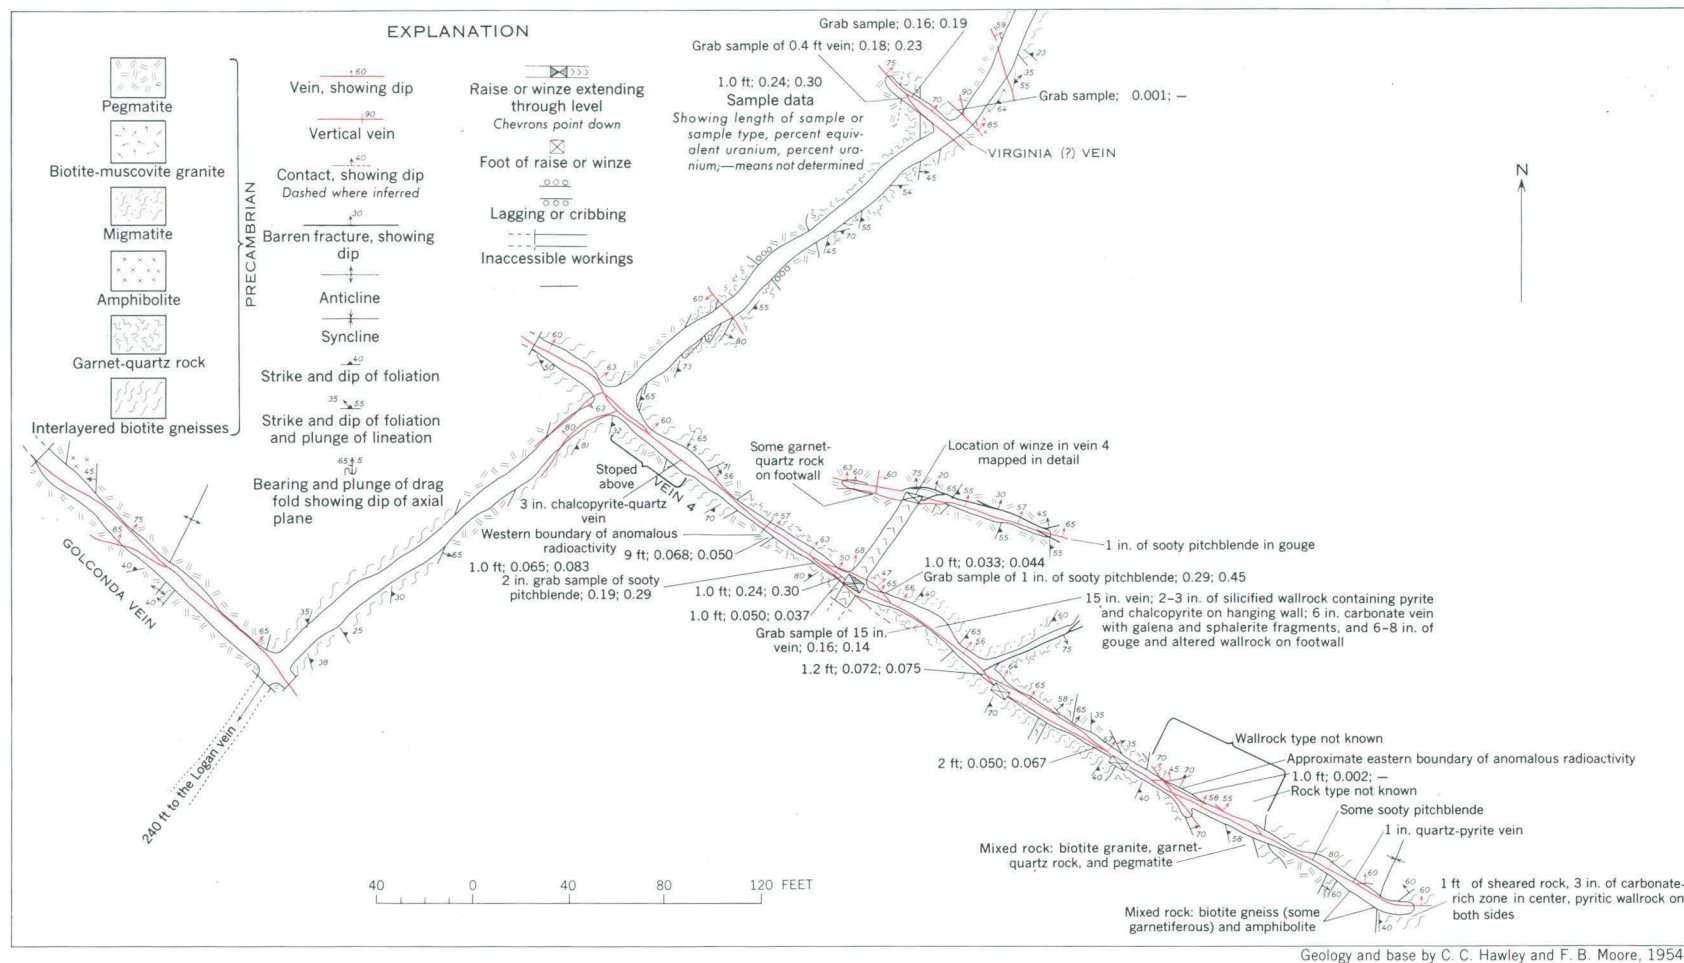 EXPLANATION
Pegmatite
Biotite-muscovite granite
Migmatite
Amphibolite
Garnet-quartz rock
Interlayered biotite gneisses
PRECAMBRIAN
60
Vein, showing dip
90
Vertical vein
40
Contact, showing dip
Dashed where inferred
30
Barren fracture, showing
dip
Anticline
Syncline
40
Strike and dip of foliation
35 55
Strike and dip of foliation
and plunge of lineation
65 5
Bearing and plunge of drag
fold showing dip of axial
plane
Raise or winze extending
through level
Chevrons point down
Foot of raise or winze
Lagging or cribbing
Inaccessible workings
1.0 ft; 0.24; 0.30
Sample data
Showing length of sample or
sample type, percent equiv-
alent uranium, percent ura-
nium;—means not determined
Grab sample; 0.16; 0.19
Grab sample of 0.4 ft vein; 0.18; 0.23
Grab sample; 0.001; —
VIRGINIA (?) VEIN
N
GOLCONDA VEIN
240 ft to the Logan vein
Stoped
above
VEIN 4
3 in. chalcopyrite-quartz
vein
Western boundary of anomalous
radioactivity
9 ft; 0.068; 0.050
1.0 ft; 0.065; 0.083
2 in. grab sample of sooty
pitchblende; 0.19; 0.29
1.0 ft; 0.24; 0.30
1.0 ft; 0.050; 0.037
Grab sample of 15 in.
vein; 0.16; 0.14
1.2 ft; 0.072; 0.075
Some garnet-
quartz rock
on footwall
Location of winze in vein 4
mapped in detail
1 in. of sooty pitchblende in gouge
1.0 ft; 0.033; 0.044
Grab sample of 1 in. of sooty pitchblende; 0.29; 0.45
15 in. vein; 2–3 in. of silicified wallrock containing pyrite
and chalcopyrite on hanging wall; 6 in. carbonate vein
with galena and sphalerite fragments, and 6–8 in. of
gouge and altered wallrock on footwall
2 ft; 0.050; 0.067
Wallrock type not known
Approximate eastern boundary of anomalous radioactivity
1.0 ft; 0.002; —
Rock type not known
Some sooty pitchblende
1 in. quartz-pyrite vein
Mixed rock: biotite granite, garnet-
quartz rock, and pegmatite
Mixed rock: biotite gneiss (some
garnetiferous) and amphibolite
1 ft of sheared rock, 3 in. of carbonate-
rich zone in center, pyritic wallrock on
both sides
40 0 40 80 120 FEET
Geology and base by C. C. Hawley and F. B. Moore, 1954